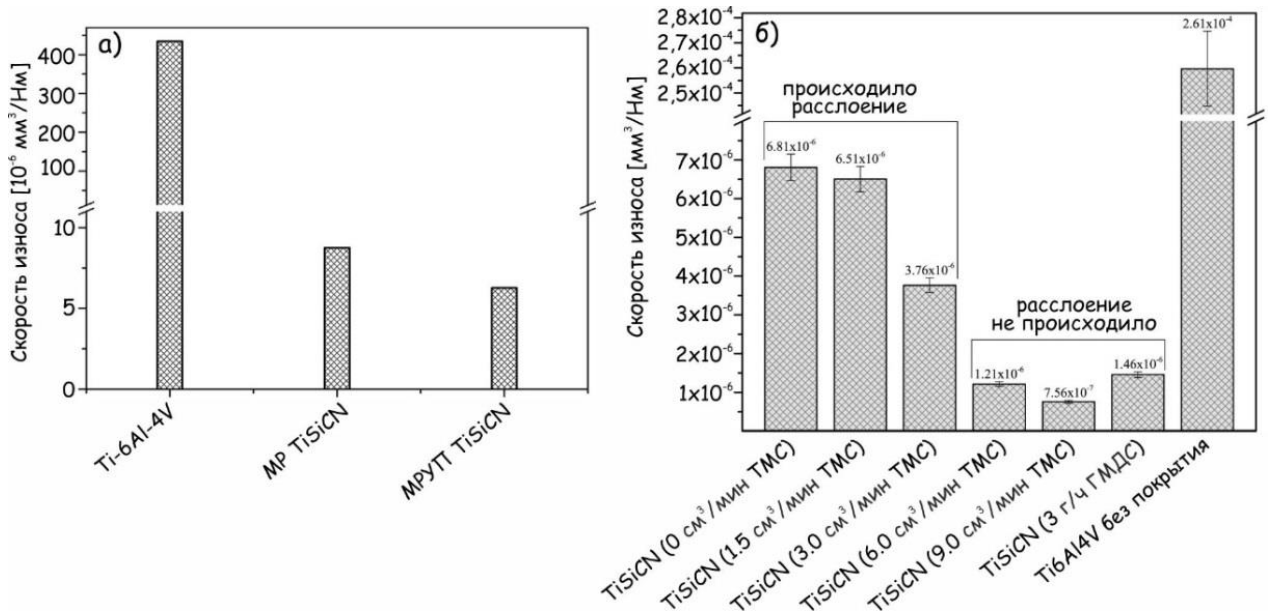 а)
Скорость износа [10⁻⁶ мм³/Нм]
400
300
200
100
10
5
0
Ti-6Al-4V
МР TiSiCN
МРУП TiSiCN
б)
Скорость износа [мм³/Нм]
2,8x10⁻⁴
2,7x10⁻⁴
2,6x10⁻⁴
2,5x10⁻⁴
7x10⁻⁶
6x10⁻⁶
5x10⁻⁶
4x10⁻⁶
3x10⁻⁶
2x10⁻⁶
1x10⁻⁶
происходило
расслоение
расслоение
не происходило
6.81x10⁻⁶
6.51x10⁻⁶
3.76x10⁻⁶
1.21x10⁻⁶
7.56x10⁻⁷
1.46x10⁻⁶
2.61x10⁻⁴
TiSiCN (0 см³/мин ТМС)
TiSiCN (1.5 см³/мин ТМС)
TiSiCN (3.0 см³/мин ТМС)
TiSiCN (6.0 см³/мин ТМС)
TiSiCN (9.0 см³/мин ТМС)
TiSiCN (3 г/ч ГМДС)
Ti6Al4V без покрытия